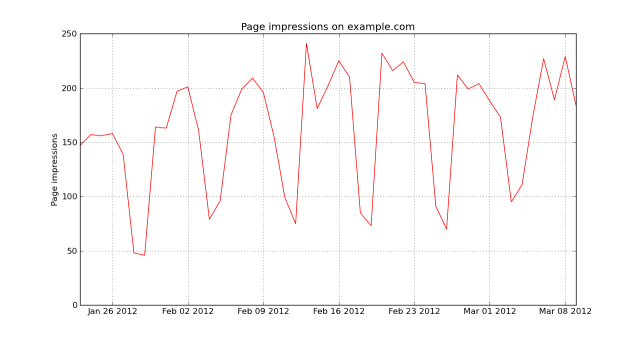 Page impressions on example.com
250
200
150
100
50
0
Page impressions
Jan 26 2012 Feb 02 2012 Feb 09 2012 Feb 16 2012 Feb 23 2012 Mar 01 2012 Mar 08 2012